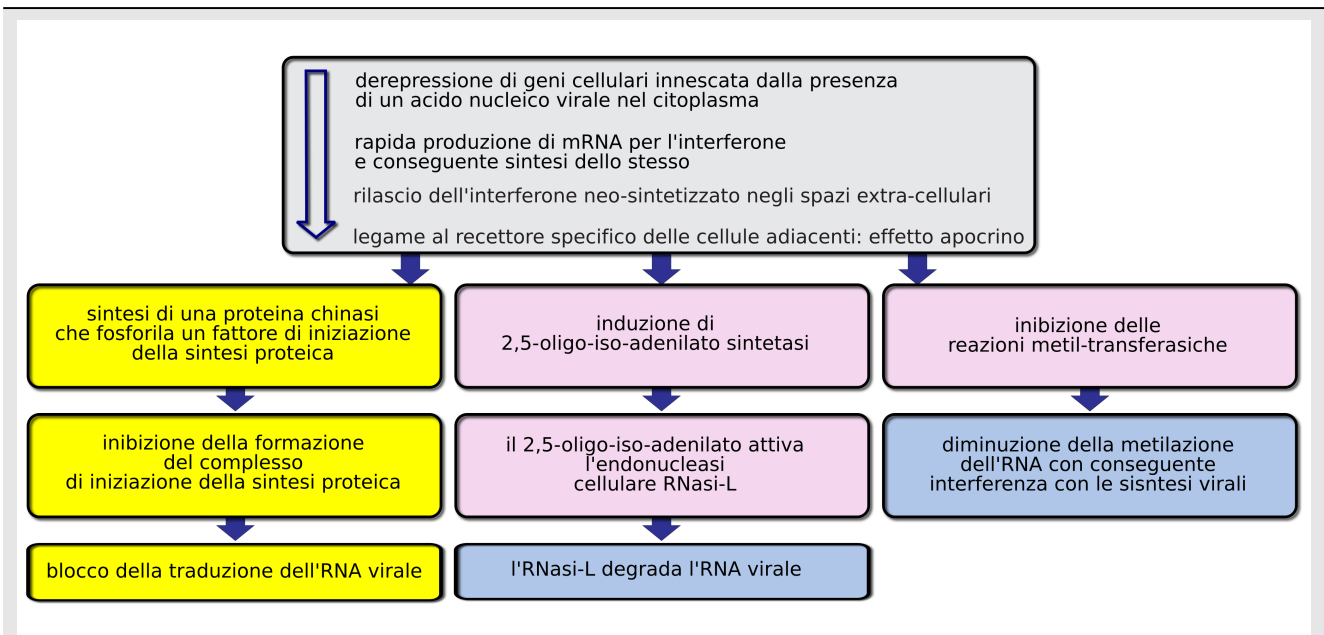 derepressione di geni cellulari innescata dalla presenza
di un acido nucleico virale nel citoplasma
rapida produzione di mRNA per l'interferone
e conseguente sintesi dello stesso
rilascio dell'interferone neo-sintetizzato negli spazi extra-cellulari
legame al recettore specifico delle cellule adiacenti: effetto apocrino
sintesi di una proteina chinasi
che fosforila un fattore di iniziazione
della sintesi proteica
inibizione della formazione
del complesso
di iniziazione della sintesi proteica
blocco della traduzione dell'RNA virale
induzione di
2,5-oligo-iso-adenilato sintetasi
il 2,5-oligo-iso-adenilato attiva
l'endonucleasi
cellulare RNasi-L
l'RNasi-L degrada l'RNA virale
inibizione delle
reazioni metil-transferasiche
diminuzione della metilazione
dell'RNA con conseguente
interferenza con le sisntesi virali